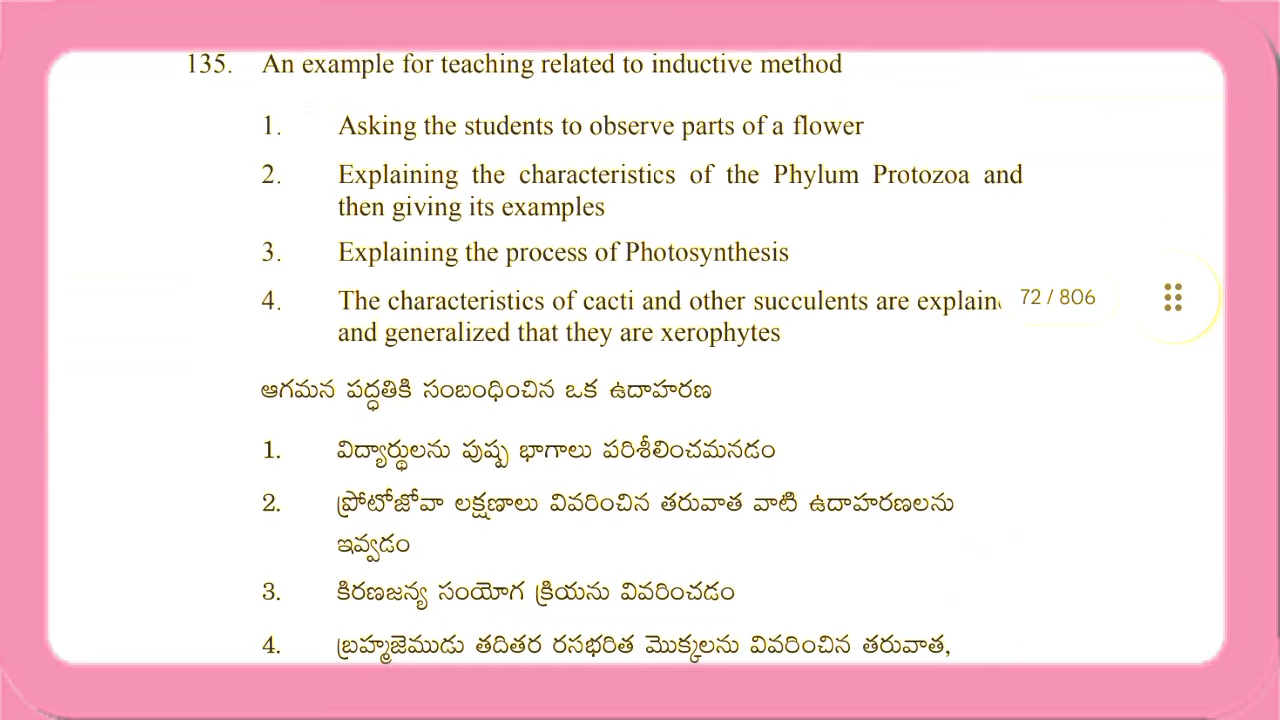 135. An example for teaching related to inductive method
1. Asking the students to observe parts of a flower
2. Explaining the characteristics of the Phylum Protozoa and
then giving its examples
3. Explaining the process of Photosynthesis
4. The characteristics of cacti and other succulents are explain
72 / 806
and generalized that they are xerophytes
ఆగమన పద్ధతికి సంబంధించిన ఒక ఉదాహరణ
1. విద్యార్థులను పుష్ప భాగాలు పరిశీలించమనడం
2. ప్రోటోజోవా లక్షణాలు వివరించిన తరువాత వాటి ఉదాహరణలను
ఇవ్వడం
3. కిరణజన్య సంయోగ క్రియను వివరించడం
4. బ్రహ్మజెముడు తదితర రసభరిత మొక్కలను వివరించిన తరువాత,